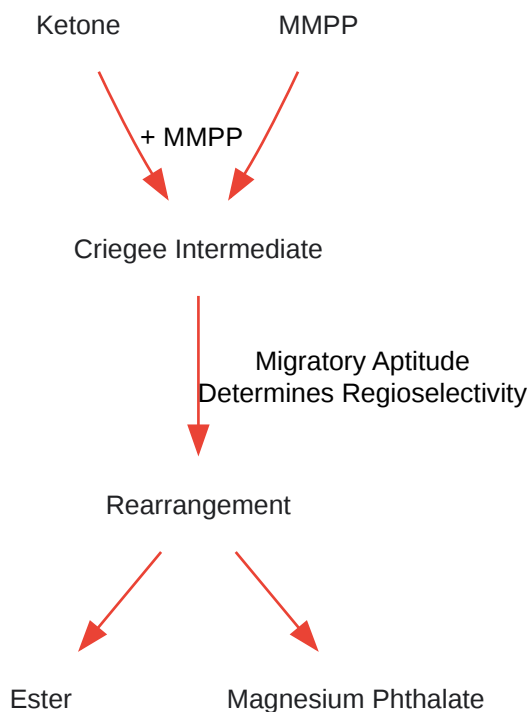 Ketone
MMPP
+ MMPP
Criegee Intermediate
Migratory Aptitude
Determines Regioselectivity
Rearrangement
Ester
Magnesium Phthalate